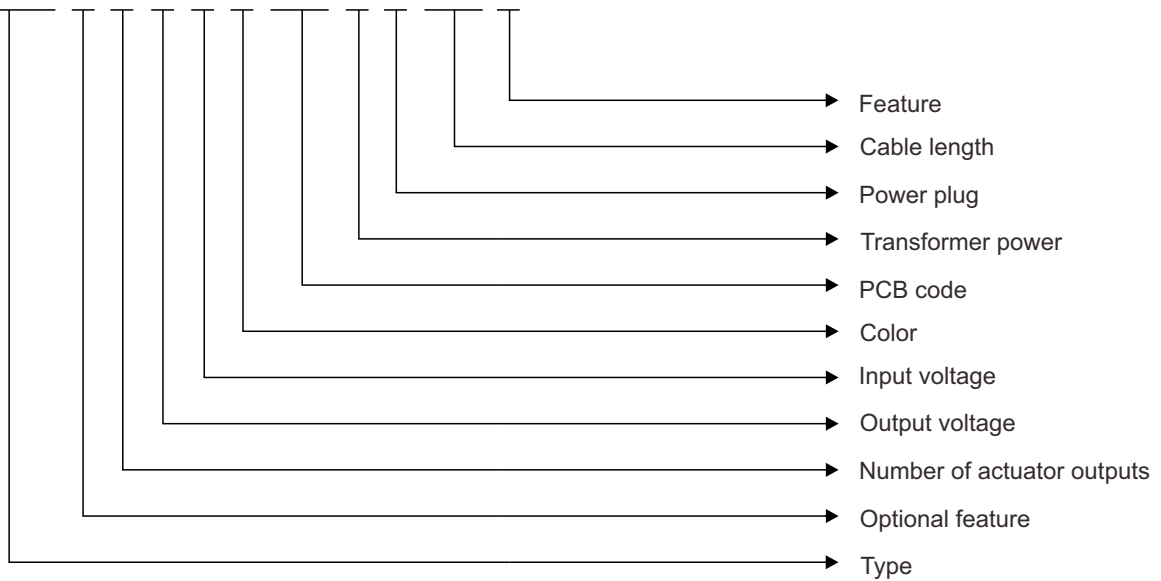 Feature
Cable length
Power plug
Transformer power
PCB code
Color
Input voltage
Output voltage
Number of actuator outputs
Optional feature
Type